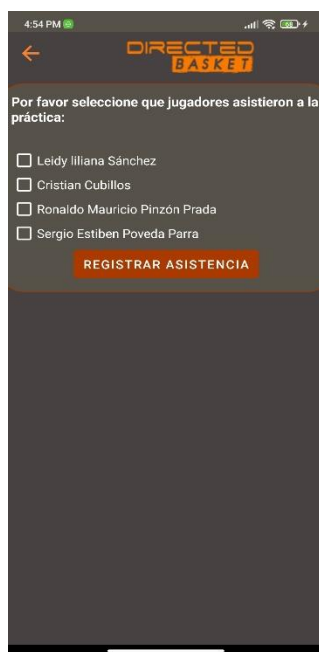 4:54 PM
DIRECTED
BASKET
Por favor seleccione que jugadores asistieron a la
práctica:
Leidy liliana Sánchez
Cristian Cubillos
Ronaldo Mauricio Pinzón Prada
Sergio Estiben Poveda Parra
REGISTRAR ASISTENCIA